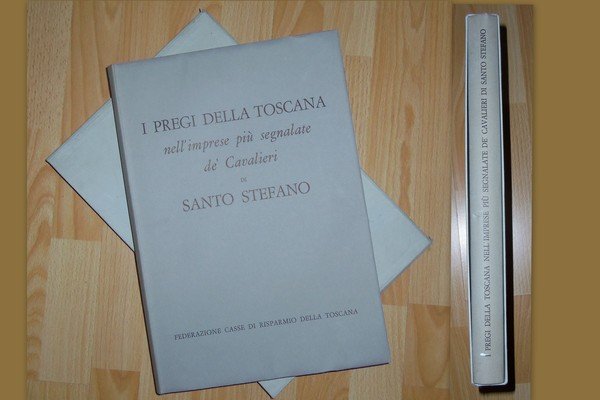 I PREGI DELLA TOSCANA
nell'imprese più segnalate
de' Cavalieri
DI
SANTO STEFANO
FEDERAZIONE CASSE DI RISPARMIO DELLA TOSCANA
I PREGI DELLA TOSCANA NELL'IMPRESE PIÙ SEGNALATE DE' CAVALIERI DI SANTO STEFANO